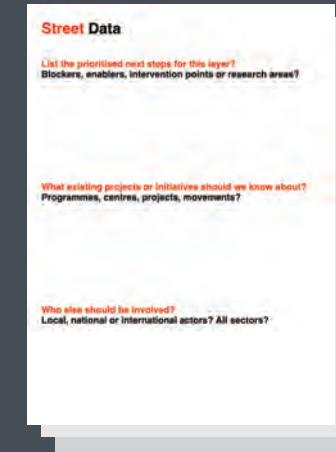 Street Data
List the prioritised next steps for this layer?
Blockers, enablers, intervention points or research areas?
What existing projects or initiatives should we know about?
Programmes, centres, projects, movements?
Who else should be involved?
Local, national or international actors? All sectors?